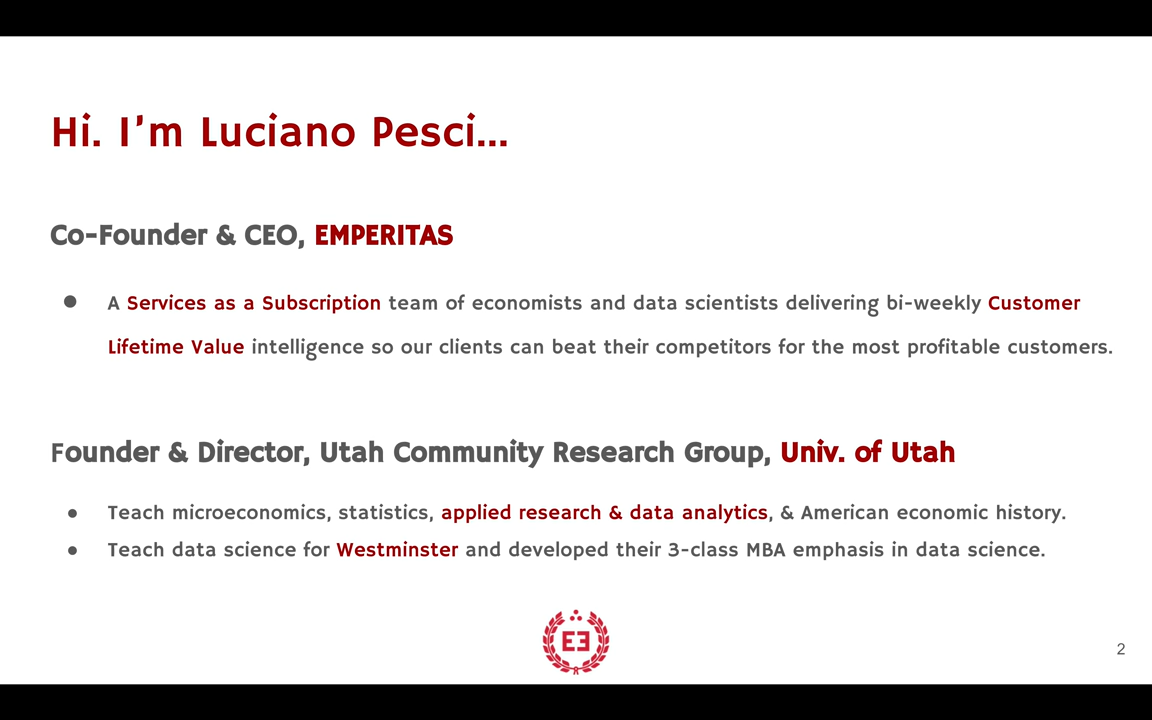 Hi. I’m Luciano Pesci...
Co-Founder & CEO, EMPERITAS
● A Services as a Subscription team of economists and data scientists delivering bi-weekly Customer
Lifetime Value intelligence so our clients can beat their competitors for the most profitable customers.
Founder & Director, Utah Community Research Group, Univ. of Utah
● Teach microeconomics, statistics, applied research & data analytics, & American economic history.
● Teach data science for Westminster and developed their 3-class MBA emphasis in data science.
EE
2